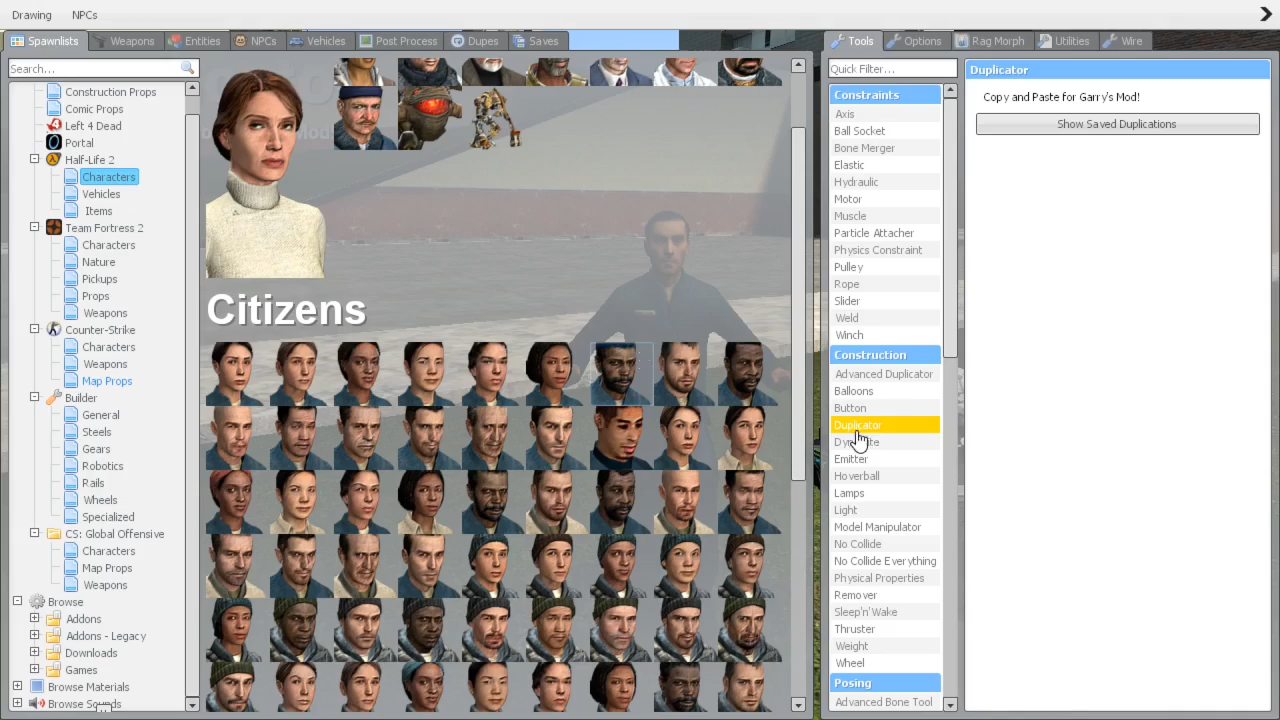 Drawing NPCs
Spawnlists Weapons Entities NPCs Vehicles Post Process Dupes Saves
Search...
Construction Props
Comic Props
Left 4 Dead
Portal
Half-Life 2
Characters
Vehicles
Items
Team Fortress 2
Characters
Nature
Pickups
Props
Weapons
Counter-Strike
Characters
Weapons
Map Props
Builder
General
Steels
Gears
Robotics
Rails
Wheels
Specialized
CS: Global Offensive
Characters
Map Props
Weapons
Browse
Addons
Addons - Legacy
Downloads
Games
Browse Materials
Browse Sounds
Citizens
Tools Options Rag Morph Utilities Wire
Quick Filter...
Constraints
Axis
Ball Socket
Bone Merger
Elastic
Hydraulic
Motor
Muscle
Particle Attacher
Physics Constraint
Pulley
Rope
Slider
Weld
Winch
Construction
Advanced Duplicator
Balloons
Button
Duplicator
Dynamite
Emitter
Hoverball
Lamps
Light
Model Manipulator
No Collide
No Collide Everything
Physical Properties
Remover
Sleep'n'Wake
Thruster
Weight
Wheel
Posing
Advanced Bone Tool
Duplicator
Copy and Paste for Garry's Mod!
Show Saved Duplications